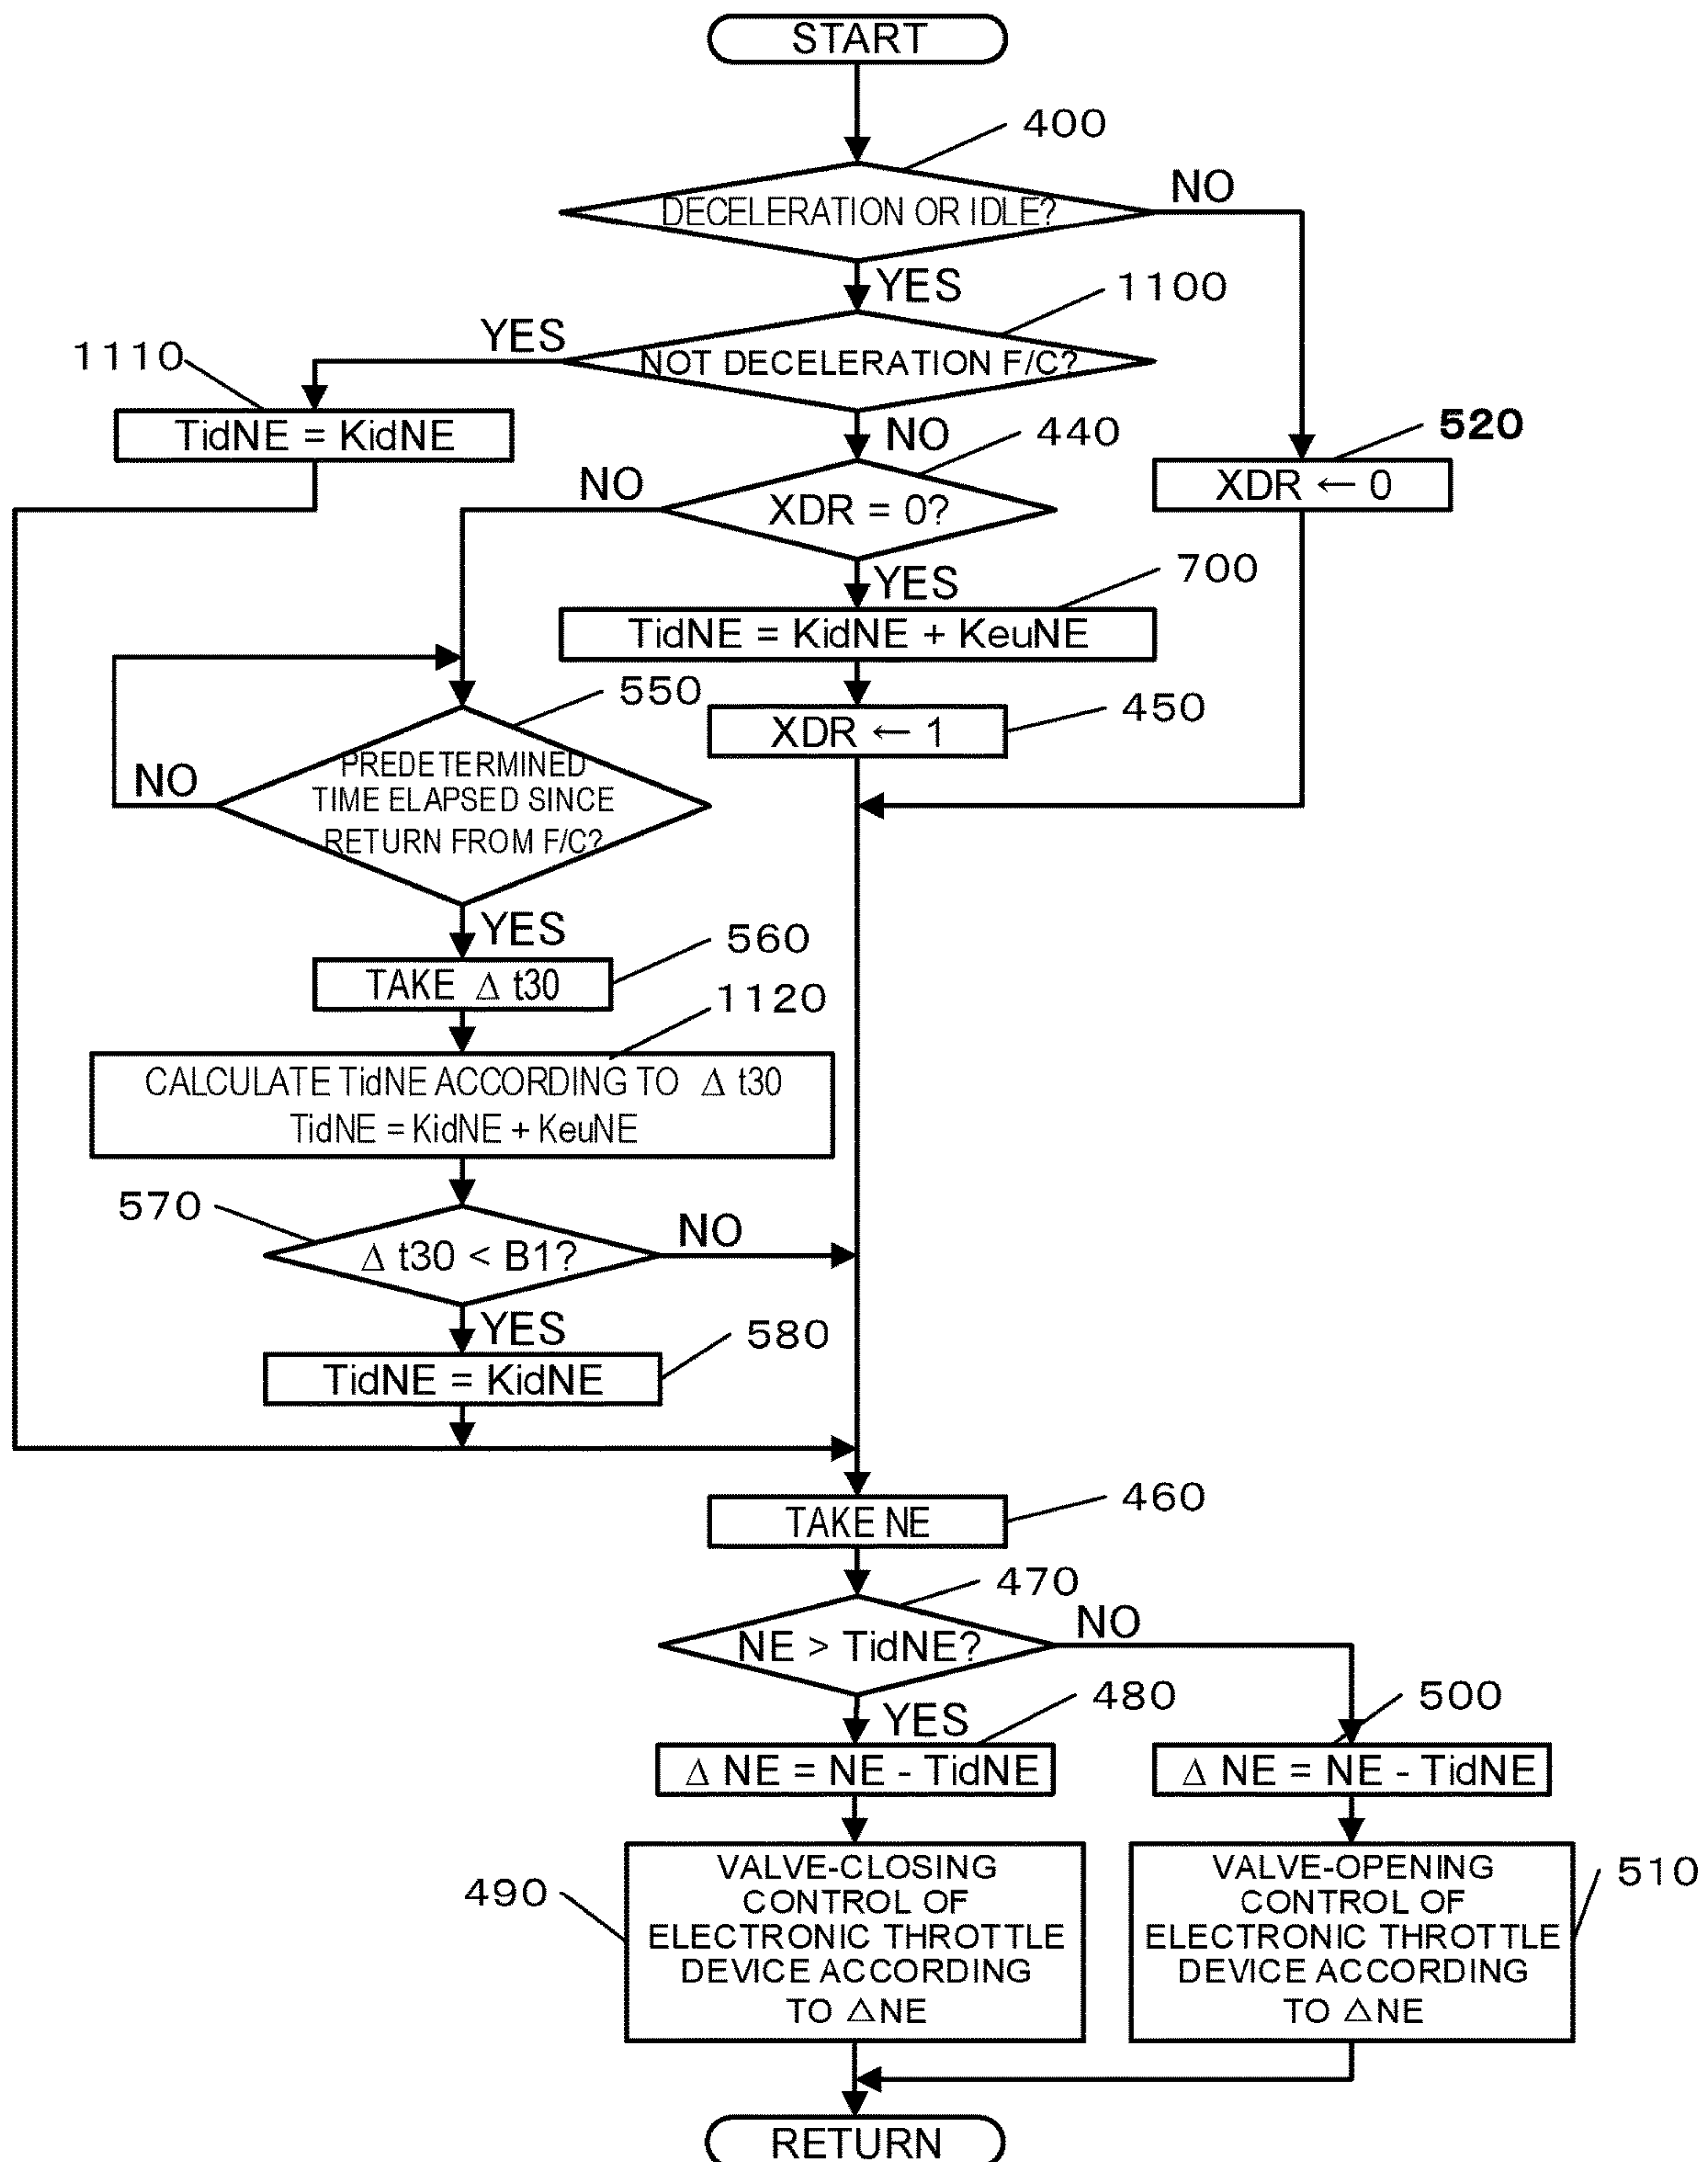 START
400
DECELERATION OR IDLE?
NO
YES
1100
NOT DECELERATION F/C?
YES
1110
TidNE = KidNE
NO
440
520
XDR = 0?
NO
XDR ← 0
YES
700
TidNE = KidNE + KeuNE
550
450
XDR ← 1
PREDETERMINED
TIME ELAPSED SINCE
RETURN FROM F/C?
NO
YES
560
TAKE Δ t30
1120
CALCULATE TidNE ACCORDING TO Δ t30
TidNE = KidNE + KeuNE
570
Δ t30 < B1?
NO
YES
580
TidNE = KidNE
460
TAKE NE
470
NE > TidNE?
NO
YES
480
500
Δ NE = NE - TidNE
Δ NE = NE - TidNE
490
VALVE-CLOSING
CONTROL OF
ELECTRONIC THROTTLE
DEVICE ACCORDING
TO △NE
VALVE-OPENING
CONTROL OF
ELECTRONIC THROTTLE
DEVICE ACCORDING
TO △NE
510
RETURN